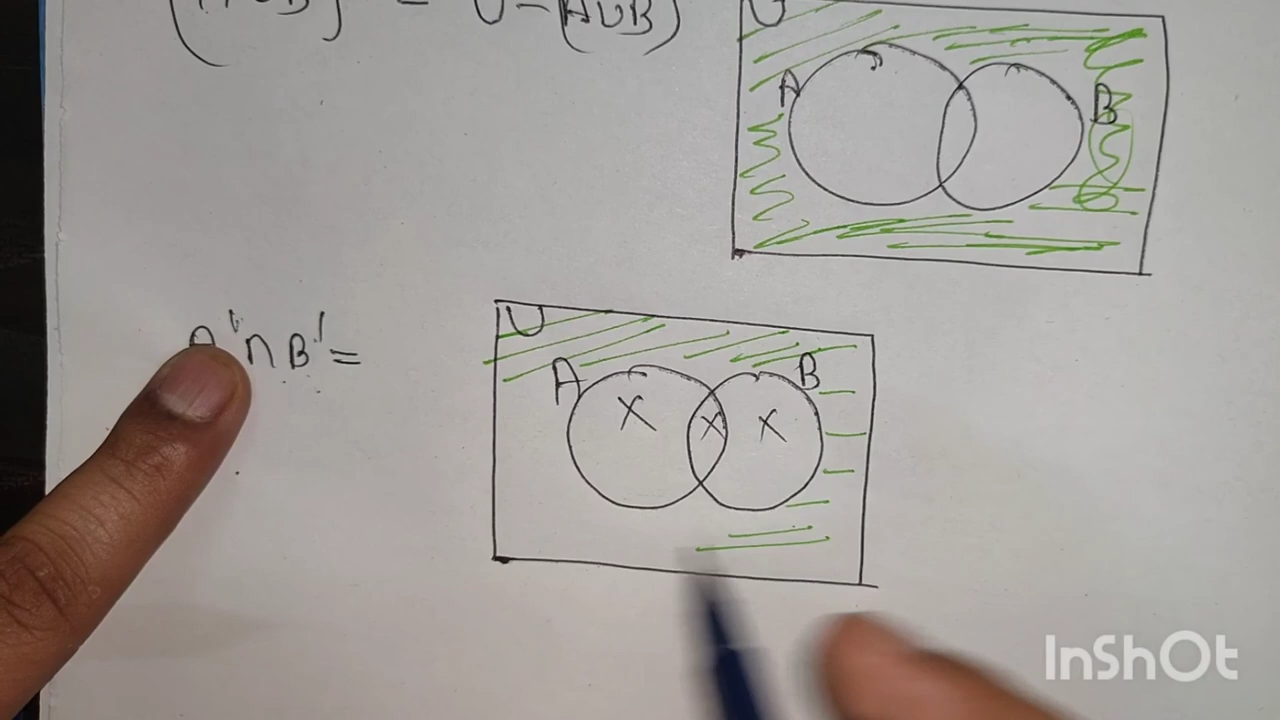 (A∪B)' = U - (A∪B)
U
A
B
A'∩B'=
U
A
B
X
X
X
InShOt